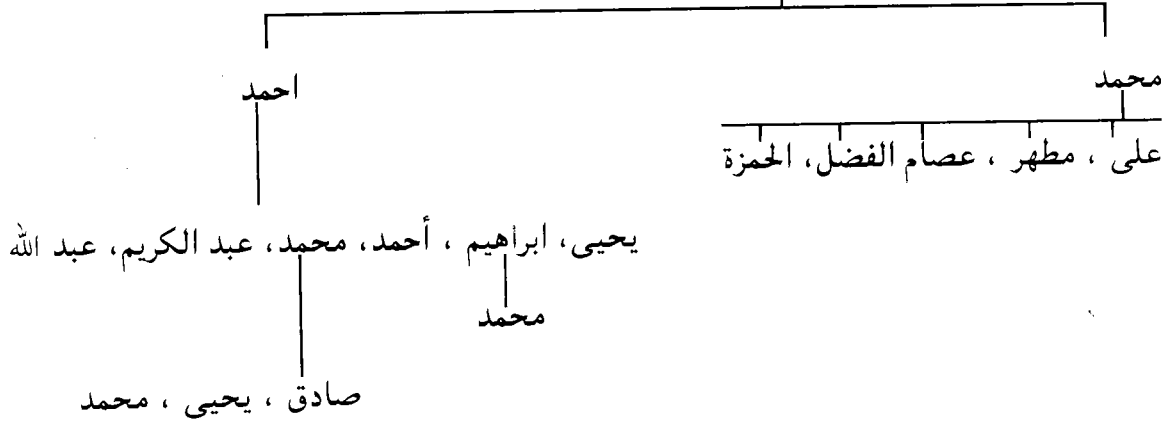 محمد
احمد
على ، مطهر ، عصام الفضل، الحمزة
يحيى، ابراهيم ، أحمد، محمد، عبد الكريم، عبد الله
محمد
صادق ، يحيى ، محمد